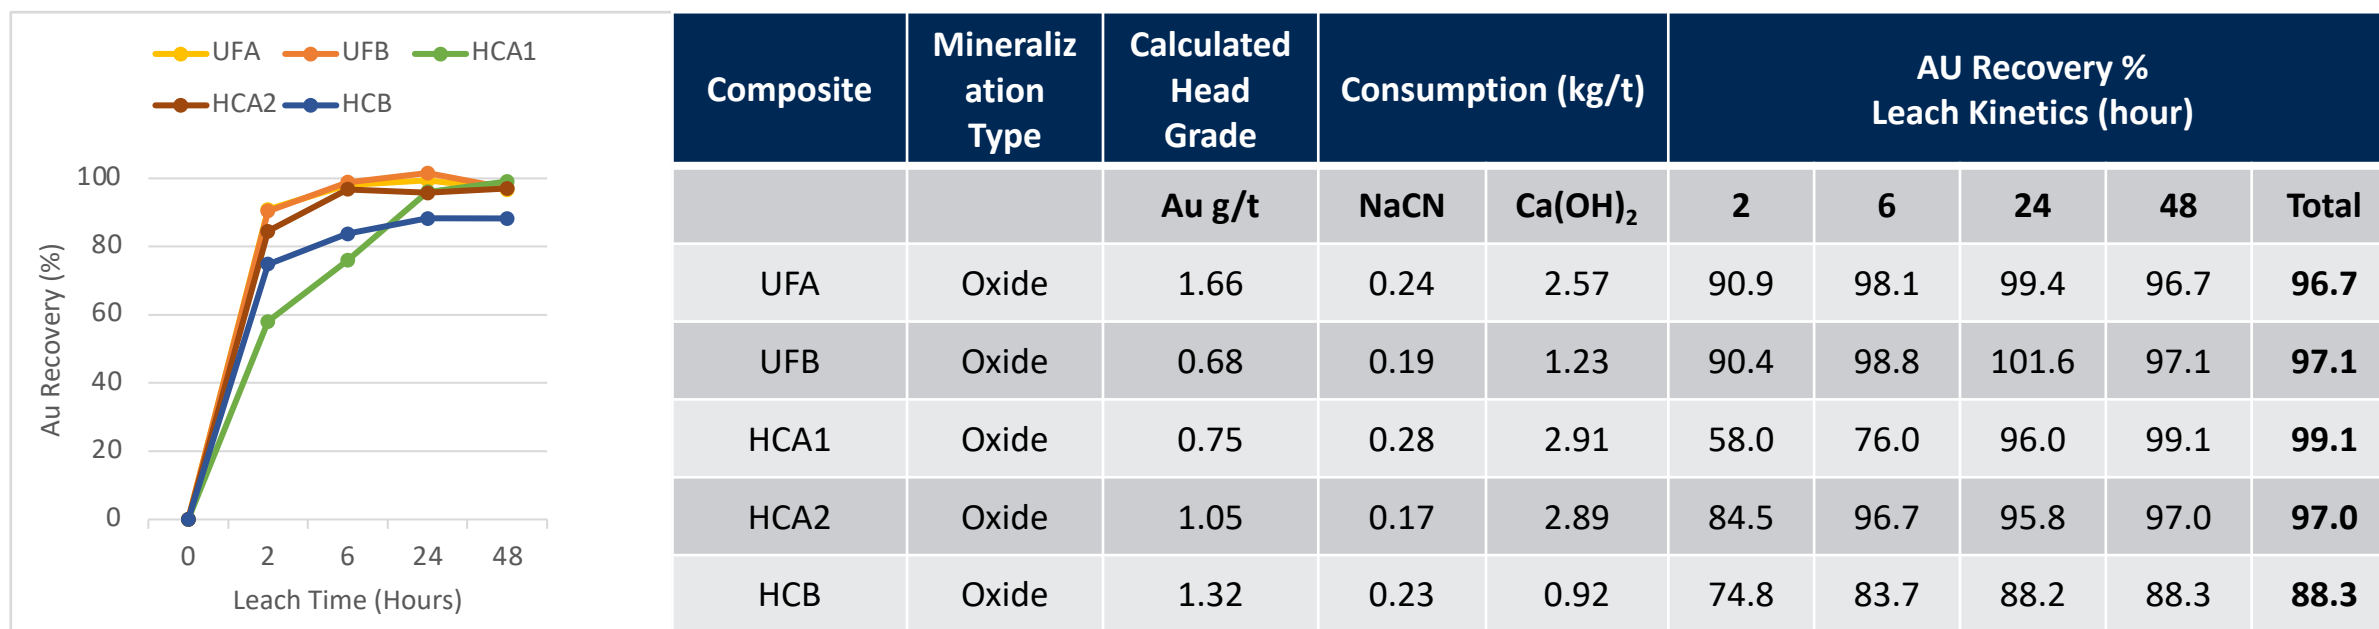 UFA UFB HCA1
HCA2 HCB
100
80
60
40
20
0
Au Recovery (%)
0 2 6 24 48
Leach Time (Hours)
Composite
Mineraliz
ation
Type
Calculated
Head
Grade
Consumption (kg/t)
AU Recovery %
Leach Kinetics (hour)
Au g/t NaCN Ca(OH)₂ 2 6 24 48 Total
UFA Oxide 1.66 0.24 2.57 90.9 98.1 99.4 96.7 96.7
UFB Oxide 0.68 0.19 1.23 90.4 98.8 101.6 97.1 97.1
HCA1 Oxide 0.75 0.28 2.91 58.0 76.0 96.0 99.1 99.1
HCA2 Oxide 1.05 0.17 2.89 84.5 96.7 95.8 97.0 97.0
HCB Oxide 1.32 0.23 0.92 74.8 83.7 88.2 88.3 88.3